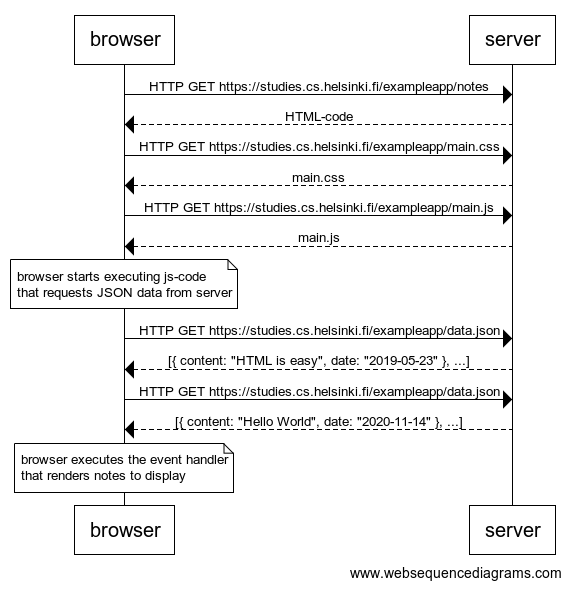 browser server
HTTP GET https://studies.cs.helsinki.fi/exampleapp/notes
HTML-code
HTTP GET https://studies.cs.helsinki.fi/exampleapp/main.css
main.css
HTTP GET https://studies.cs.helsinki.fi/exampleapp/main.js
main.js
browser starts executing js-code
that requests JSON data from server
HTTP GET https://studies.cs.helsinki.fi/exampleapp/data.json
[{ content: "HTML is easy", date: "2019-05-23" }, ...]
HTTP GET https://studies.cs.helsinki.fi/exampleapp/data.json
[{ content: "Hello World", date: "2020-11-14" }, ...]
browser executes the event handler
that renders notes to display
browser server
www.websequencediagrams.com